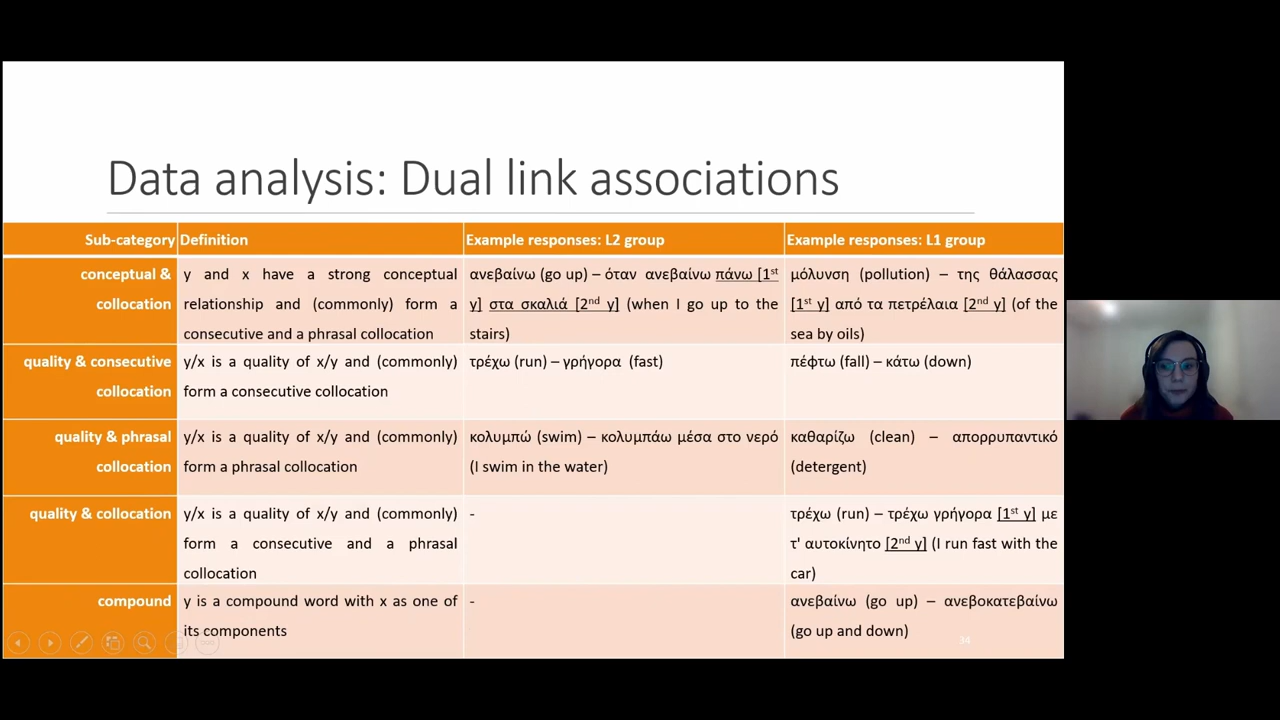 Data analysis: Dual link associations
Sub-category Definition Example responses: L2 group Example responses: L1 group
conceptual &
collocation
y and x have a strong conceptual
relationship and (commonly) form a
consecutive and a phrasal collocation
ανεβαίνω (go up) – όταν ανεβαίνω πάνω [1st
y] στα σκαλιά [2nd y] (when I go up to the
stairs)
μόλυνση (pollution) – της θάλασσας
[1st y] από τα πετρέλαια [2nd y] (of the
sea by oils)
quality & consecutive
collocation
y/x is a quality of x/y and (commonly)
form a consecutive collocation
τρέχω (run) – γρήγορα (fast)
πέφτω (fall) – κάτω (down)
quality & phrasal
collocation
y/x is a quality of x/y and (commonly)
form a phrasal collocation
κολυμπώ (swim) – κολυμπάω μέσα στο νερό
(I swim in the water)
καθαρίζω (clean) – απορρυπαντικό
(detergent)
quality & collocation
y/x is a quality of x/y and (commonly)
form a consecutive and a phrasal
collocation
-
τρέχω (run) – τρέχω γρήγορα [1st y] με
τ' αυτοκίνητο [2nd y] (I run fast with the
car)
compound
y is a compound word with x as one of
its components
-
ανεβαίνω (go up) – ανεβοκατεβαίνω
(go up and down)
34